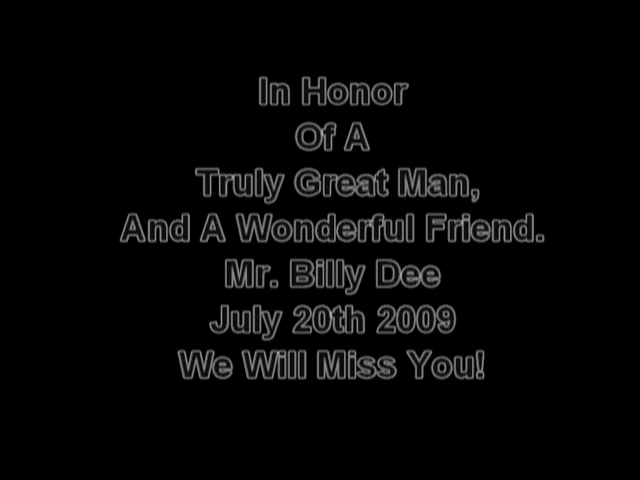 In Honor
Of A
Truly Great Man,
And A Wonderful Friend.
Mr. Billy Dee
July 20th 2009
We Will Miss You!